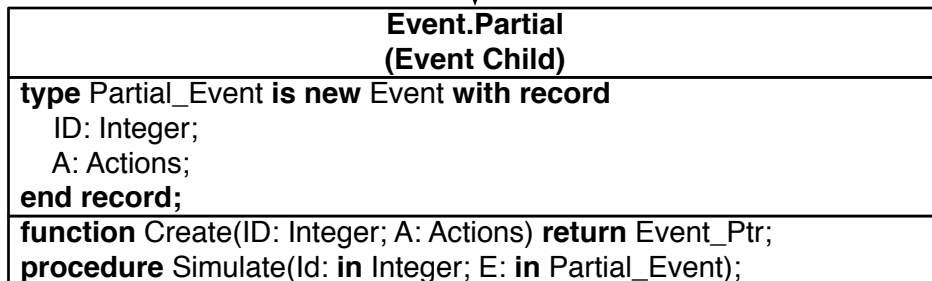 Event.Partial
(Event Child)
type Partial_Event is new Event with record
ID: Integer;
A: Actions;
end record;
function Create(ID: Integer; A: Actions) return Event_Ptr;
procedure Simulate(Id: in Integer; E: in Partial_Event);